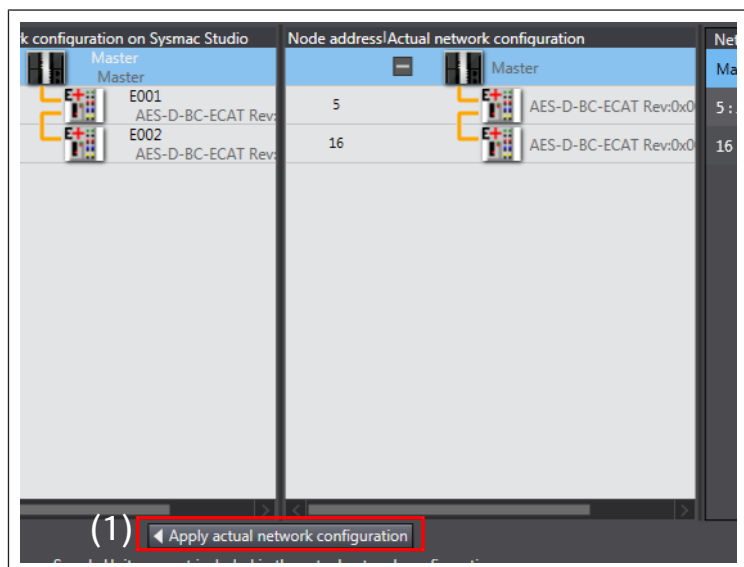 k configuration on Sysmac Studio
Master
Master
E001
AES-D-BC-ECAT Rev:
E002
AES-D-BC-ECAT Rev:
Node address Actual network configuration
Master
5
AES-D-BC-ECAT Rev:0x0
16
AES-D-BC-ECAT Rev:0x0
Net
Ma
5:
16
(1)
Apply actual network configuration